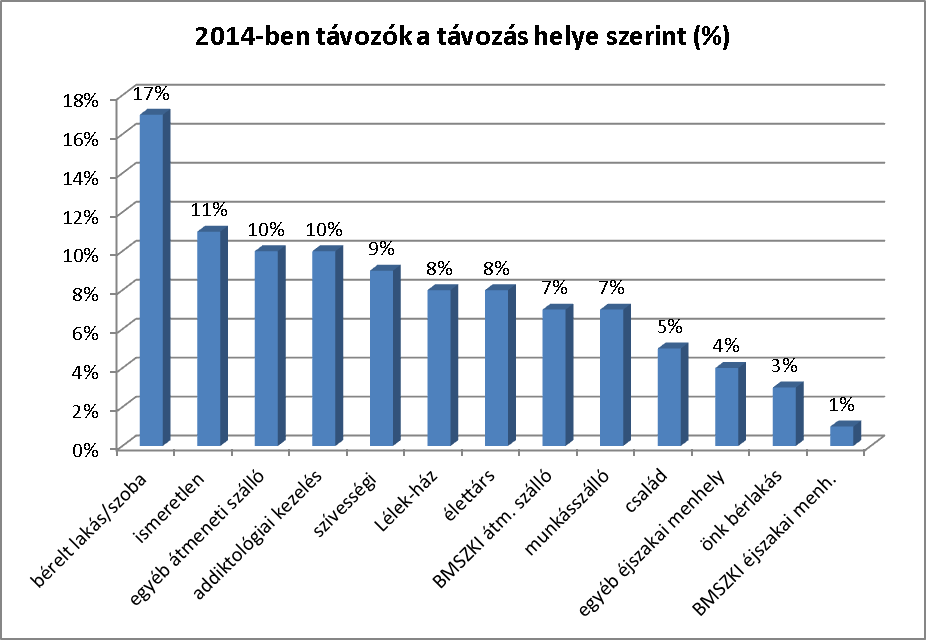 2014-ben távozók a távozás helye szerint (%)
18%
16%
14%
12%
10%
8%
6%
4%
2%
0%
17%
11%
10%
10%
9%
8%
8%
7%
7%
5%
4%
3%
1%
bérelt lakás/szoba
ismeretlen
egyéb átmeneti szálló
addiktológiai kezelés
szívességi
Lélek-ház
élettárs
BMSZKI átm. szálló
munkásszálló
család
egyéb éjszakai menhely
önk bérlakás
BMSZKI éjszakai menh.